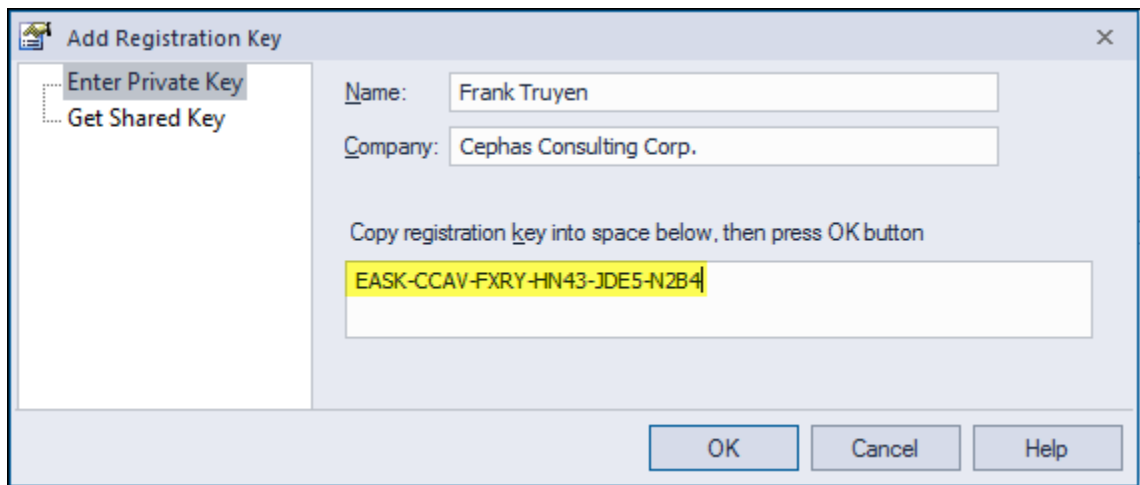 Add Registration Key
Enter Private Key
Get Shared Key
Name: Frank Truyen
Company: Cephas Consulting Corp.
Copy registration key into space below, then press OK button
EASK-CCAV-FXRY-HN43-JDE5-N2B4
OK Cancel Help